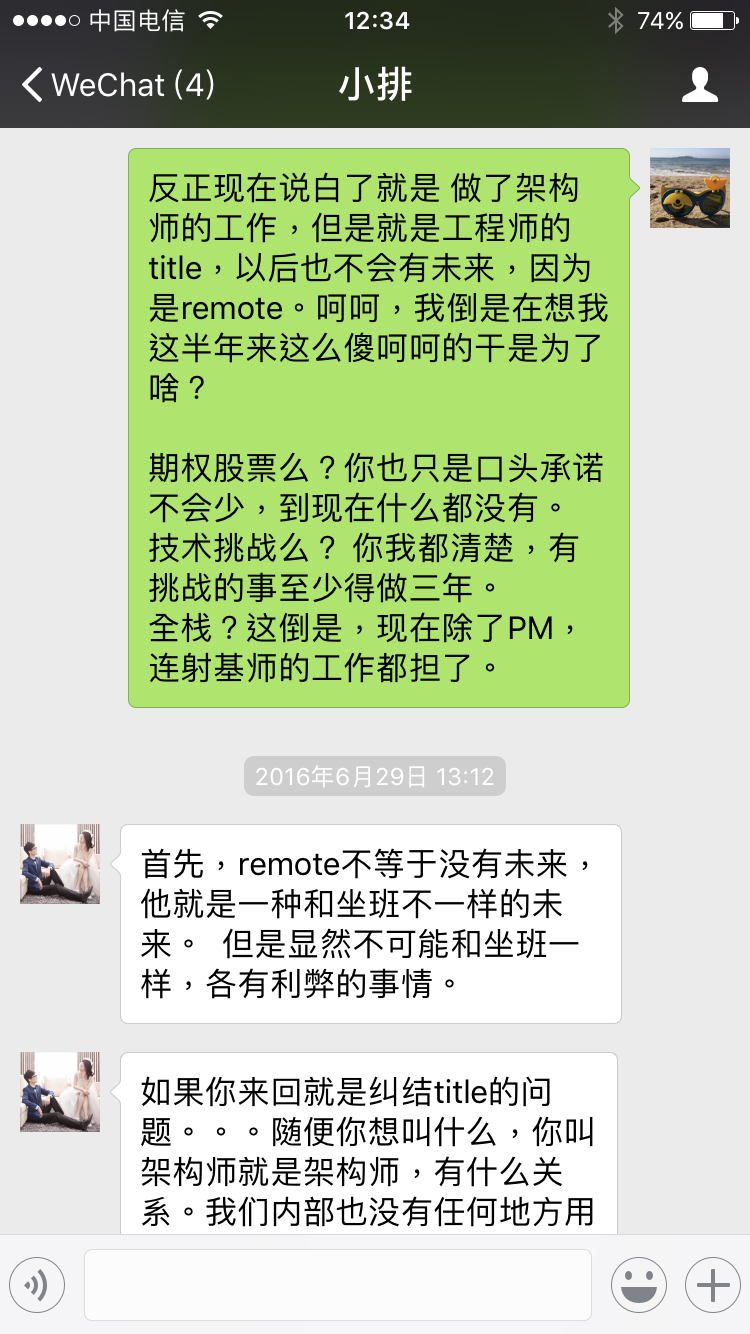 中国电信 12:34 74%
WeChat (4) 小排
反正现在说白了就是 做了架构
师的工作，但是就是工程师的
title，以后也不会有未来，因为
是remote。呵呵，我倒是在想我
这半年来这么傻呵呵的干是为了
啥？
期权股票么？你也只是口头承诺
不会少，到现在什么都没有。
技术挑战么？ 你我都清楚，有
挑战的事至少得做三年。
全栈？这倒是，现在除了PM，
连射基师的工作都担了。
2016年6月29日 13:12
首先，remote不等于没有未来，
他就是一种和坐班不一样的未
来。 但是显然不可能和坐班一
样，各有利弊的事情。
如果你来回就是纠结title的问
题。。。随便你想叫什么，你叫
架构师就是架构师，有什么关
系。我们内部也没有任何地方用